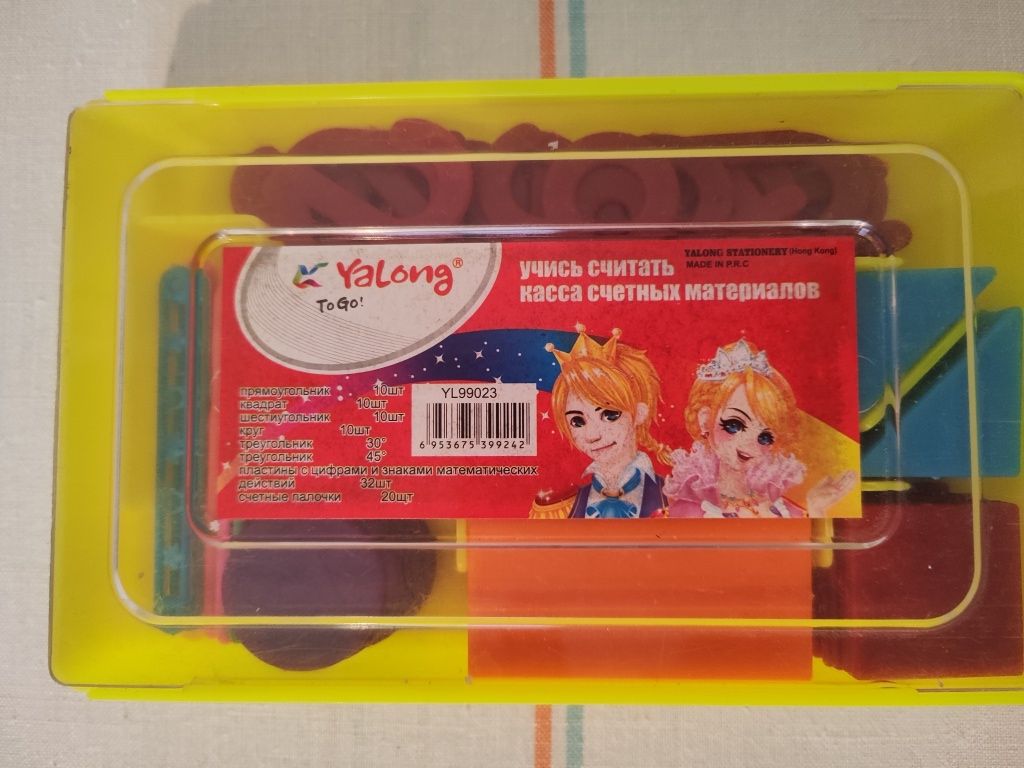 YaLong®
ToGo!
УЧИСЬ СЧИТАТЬ
КАССА СЧЕТНЫХ МАТЕРИАЛОВ
YALONG STATIONERY (Hong Kong)
MADE IN P.R.C
прямоугольник 10шт
квадрат 10шт
шестиугольник 10шт
круг 10шт
треугольник 30°
треугольник 45°
пластины с цифрами и знаками математических
действий 32шт
счетные палочки 20щт
YL99023
6 953675 399242